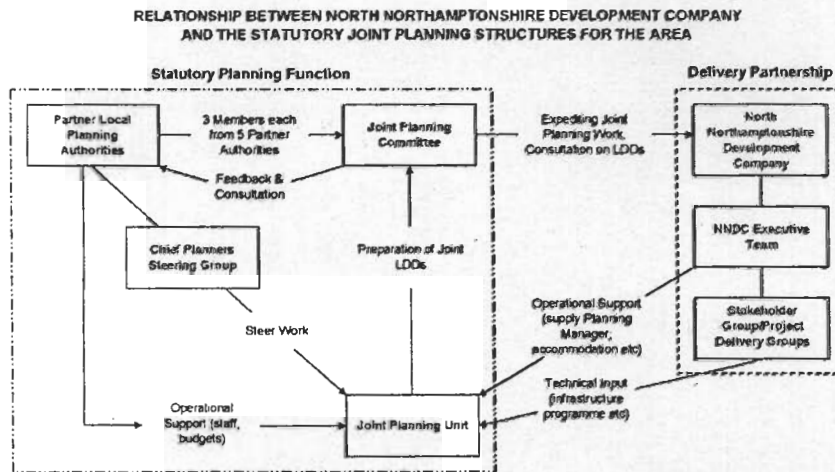 RELATIONSHIP BETWEEN NORTH NORTHAMPTONSHIRE DEVELOPMENT COMPANY
AND THE STATUTORY JOINT PLANNING STRUCTURES FOR THE AREA
Statutory Planning Function
Delivery Partnership
Partner Local
Planning
Authorities
3 Members each
from 5 Partner
Authorities
Joint Planning
Committee
Expediting Joint
Planning Work,
Consultation on LDDs
North
Northamptonshire
Development
Company
Feedback &
Consultation
Chief Planners
Steering Group
Preparation of Joint
LDDs
NNDC Executive
Team
Steer Work
Operational Support
(supply Planning
Manager,
accommodation etc)
Stakeholder
Group/Project
Delivery Groups
Operational
Support (staff,
budgets)
Joint Planning Unit
Technical Input
(infrastructure
programme etc)